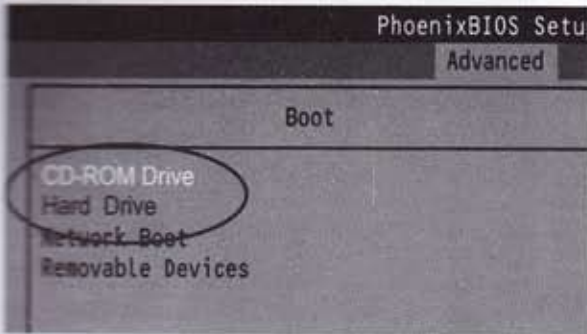 PhoenixBIOS Setu
Advanced
Boot
CD-ROM Drive
Hard Drive
Network Boot
Removable Devices